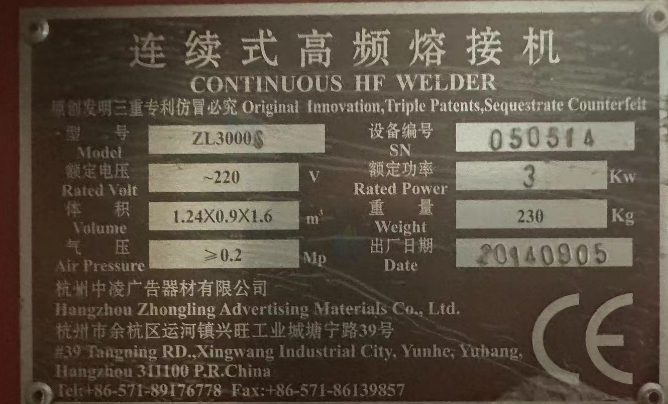 连续式高频熔接机
CONTINUOUS HF WELDER
原创发明三重专利仿冒必究 Original Innovation,Triple Patents,Sequestrate Counterfeit
型号 ZL3000S 设备编号 050514
Model SN
额定电压 ~220 V 额定功率 3 Kw
Rated Volt Rated Power
体积 1.24X0.9X1.6 m³ 重量 230 Kg
Volume Weight
气压 ≥0.2 Mp 出厂日期 20140905
Air Pressure Date
杭州中凌广告器材有限公司
Hangzhou Zhongling Advertising Materials Co., Ltd.
杭州市余杭区运河镇兴旺工业城塘宁路39号
#39 Tangning RD.,Xingwang Industrial City, Yunhe, Yuhang,
Hangzhou 311100 P.R.China
Tel:+86-571-89176778 Fax:+86-571-86139857
CE